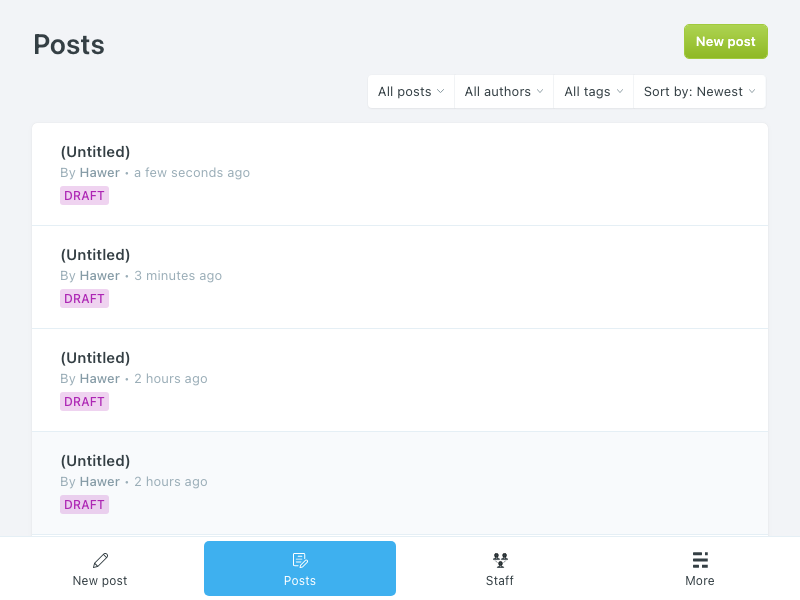 Posts
New post
All posts
All authors
All tags
Sort by: Newest
(Untitled)
By Hawer • a few seconds ago
DRAFT
(Untitled)
By Hawer • 3 minutes ago
DRAFT
(Untitled)
By Hawer • 2 hours ago
DRAFT
(Untitled)
By Hawer • 2 hours ago
DRAFT
New post
Posts
Staff
More